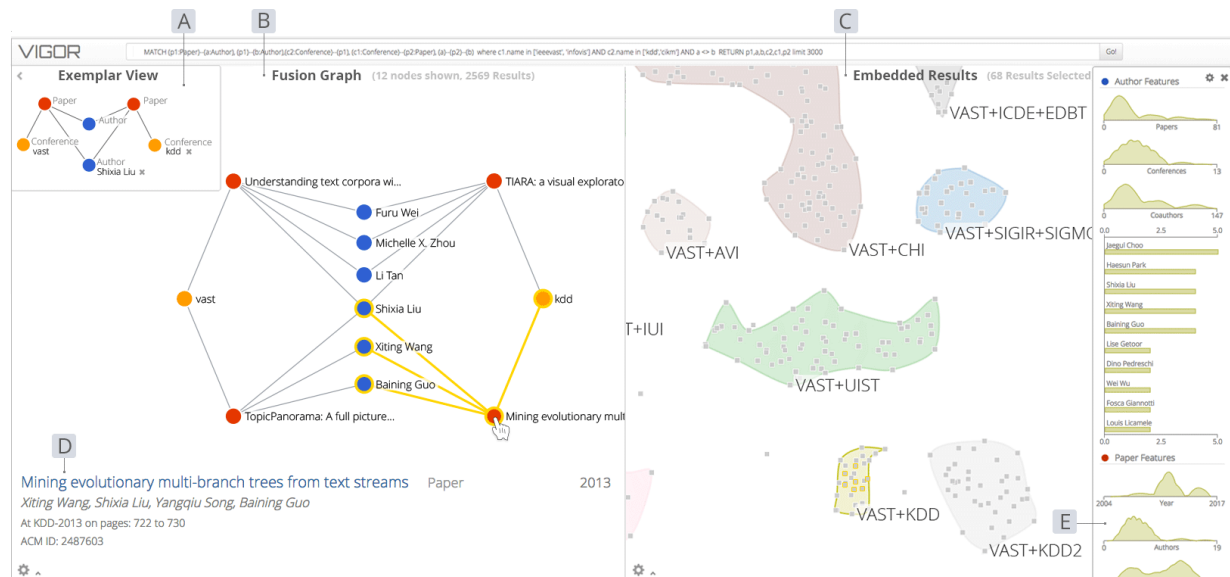 A
B
C
VIGOR
MATCH (p1:Paper)--(a:Author), (p1)--(b:Author),(c2:Conference)--(p1), (c1:Conference)--(p2:Paper), (a)--(p2)--(b) where c1.name in ['ieeevast', 'infovis'] AND c2.name in ['kdd','cikm'] AND a <> b RETURN p1,a,b,c2,c1,p2 limit 3000
Go!
Exemplar View
Paper
Paper
Author
Conference
vast
Conference
kdd
Author
Shixia Liu
Fusion Graph (12 nodes shown, 2569 Results)
Understanding text corpora wi...
TIARA: a visual explorato
Furu Wei
Michelle X. Zhou
Li Tan
vast
kdd
Shixia Liu
Xiting Wang
Baining Guo
TopicPanorama: A full picture...
Mining evolutionary mult
D
Mining evolutionary multi-branch trees from text streams Paper 2013
Xiting Wang, Shixia Liu, Yangqiu Song, Baining Guo
At KDD-2013 on pages: 722 to 730
ACM ID: 2487603
Embedded Results (68 Results Selected
VAST+ICDE+EDBT
VAST+AVI
VAST+CHI
VAST+SIGIR+SIGMO
T+IUI
VAST+UIST
VAST+KDD
VAST+KDD2
E
Author Features
0 Papers 81
0 Conferences 13
0 Coauthors 147
0.0 2.5 5.0
Jaegul Choo
Haesun Park
Shixia Liu
Xiting Wang
Baining Guo
Lise Getoor
Dino Pedreschi
Wei Wu
Fosca Giannotti
Louis Licamele
0.0 2.5 5.0
Paper Features
2004 Year 2017
0 Authors 19